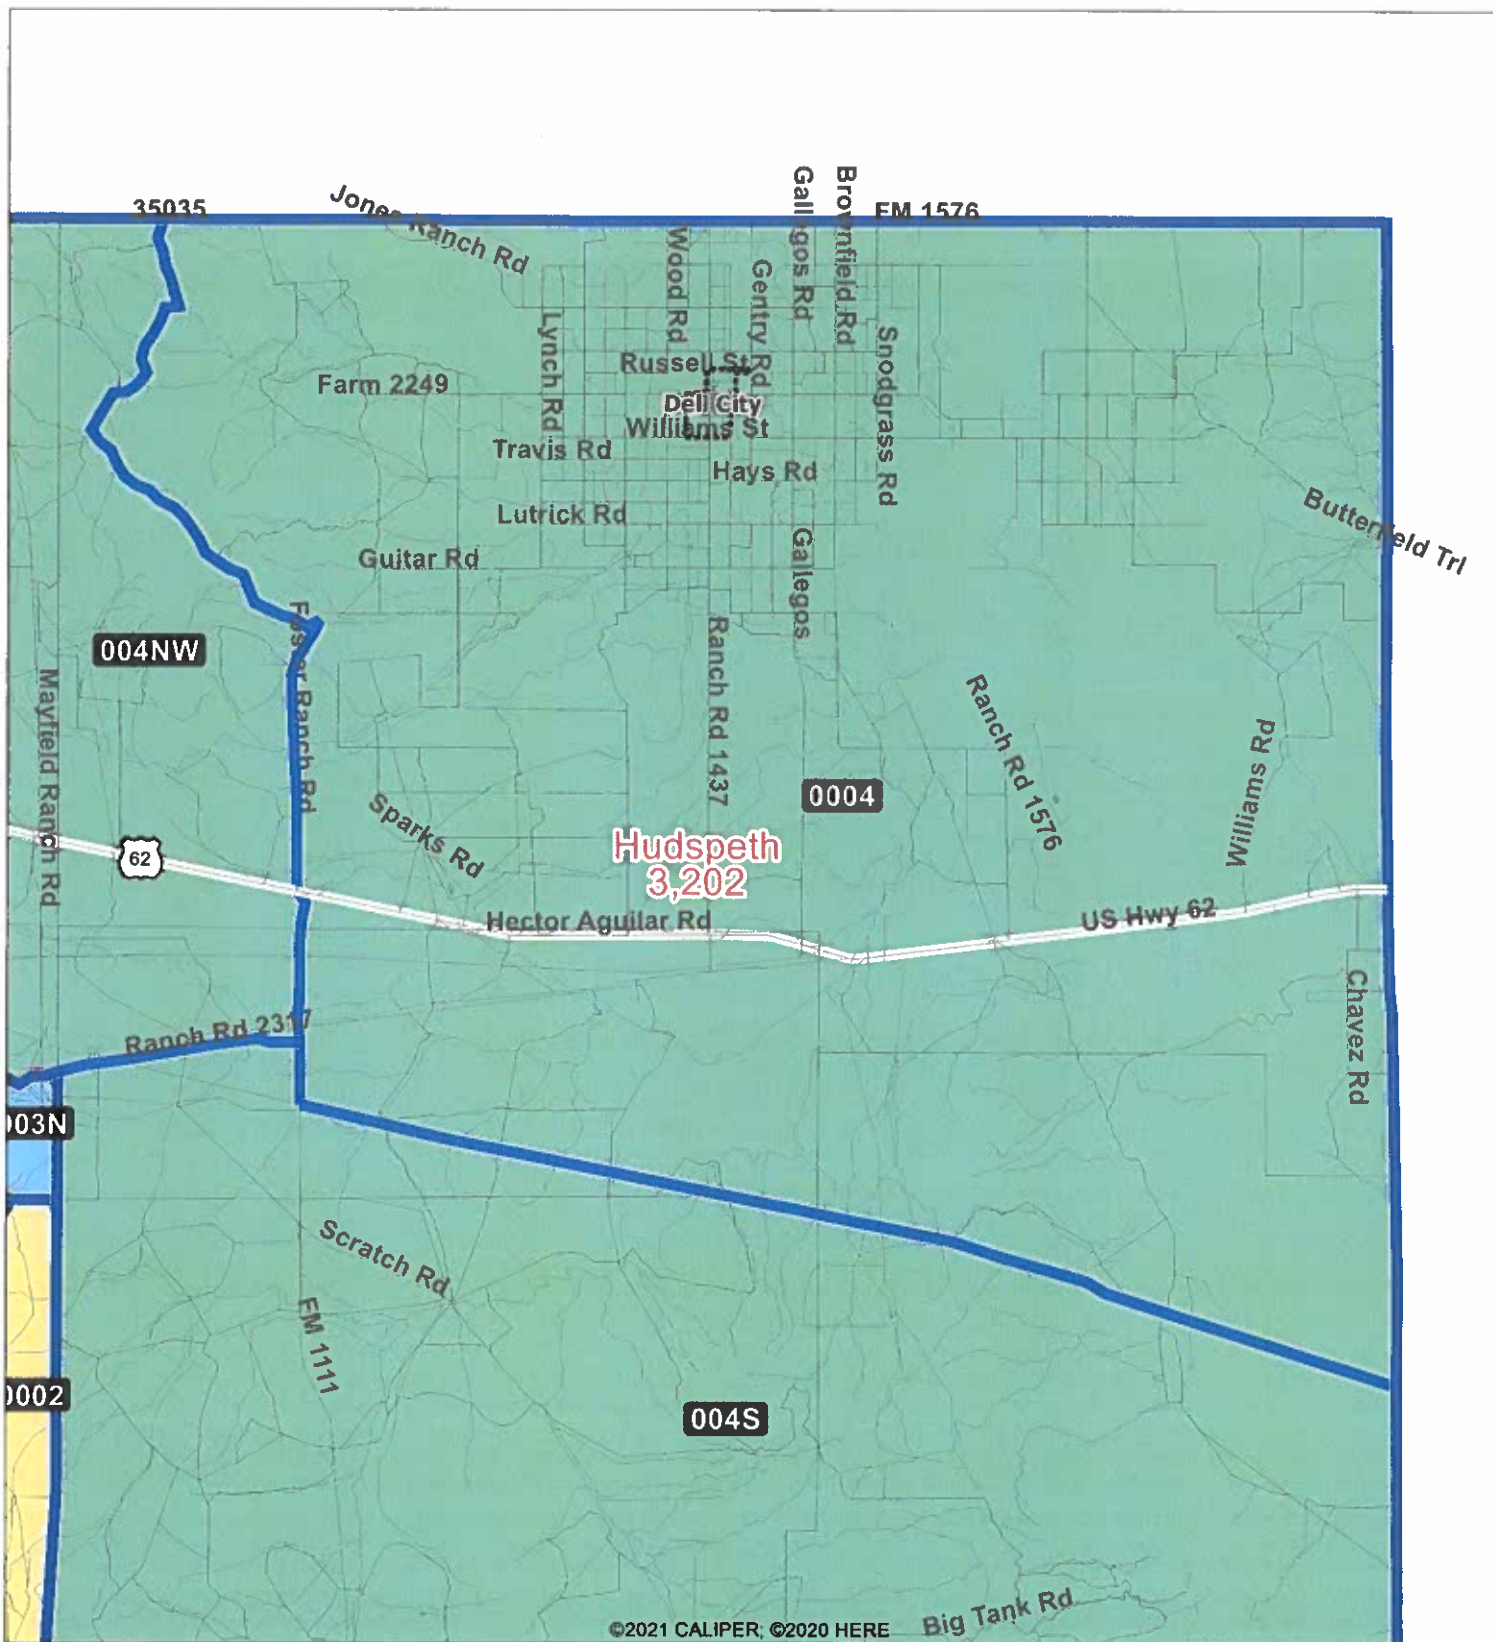 35035
Jones Ranch Rd
Gallegos Rd
Brownfield Rd
FM 1576
Wood Rd
Gentry Rd
Lynch Rd
Snodgrass Rd
Russell St
Farm 2249
Dell City
Williams St
Travis Rd
Hays Rd
Lutrick Rd
Butterfield Trl
Guitar Rd
Gallegos
Foster Ranch Rd
004NW
Ranch Rd 1437
Mayfield Ranch Rd
Ranch Rd 1576
Williams Rd
0004
Sparks Rd
62
Hudspeth
3,202
Hector Aguilar Rd
US Hwy 62
Chavez Rd
Ranch Rd 2317
003N
Scratch Rd
FM 1111
0002
004S
Big Tank Rd
©2021 CALIPER; ©2020 HERE